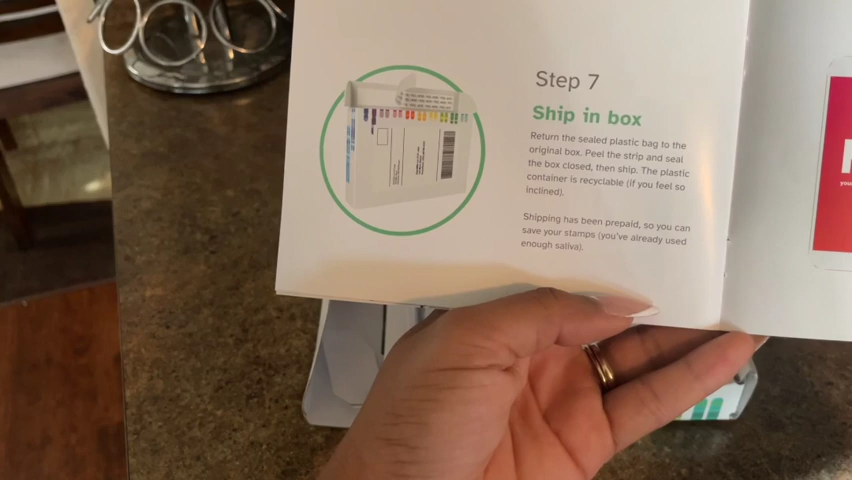 Step 7
Ship in box
Return the sealed plastic bag to the
original box. Peel the strip and seal
the box closed, then ship. The plastic
container is recyclable (if you feel so
inclined).
Shipping has been prepaid, so you can
save your stamps (you've already used
enough saliva).